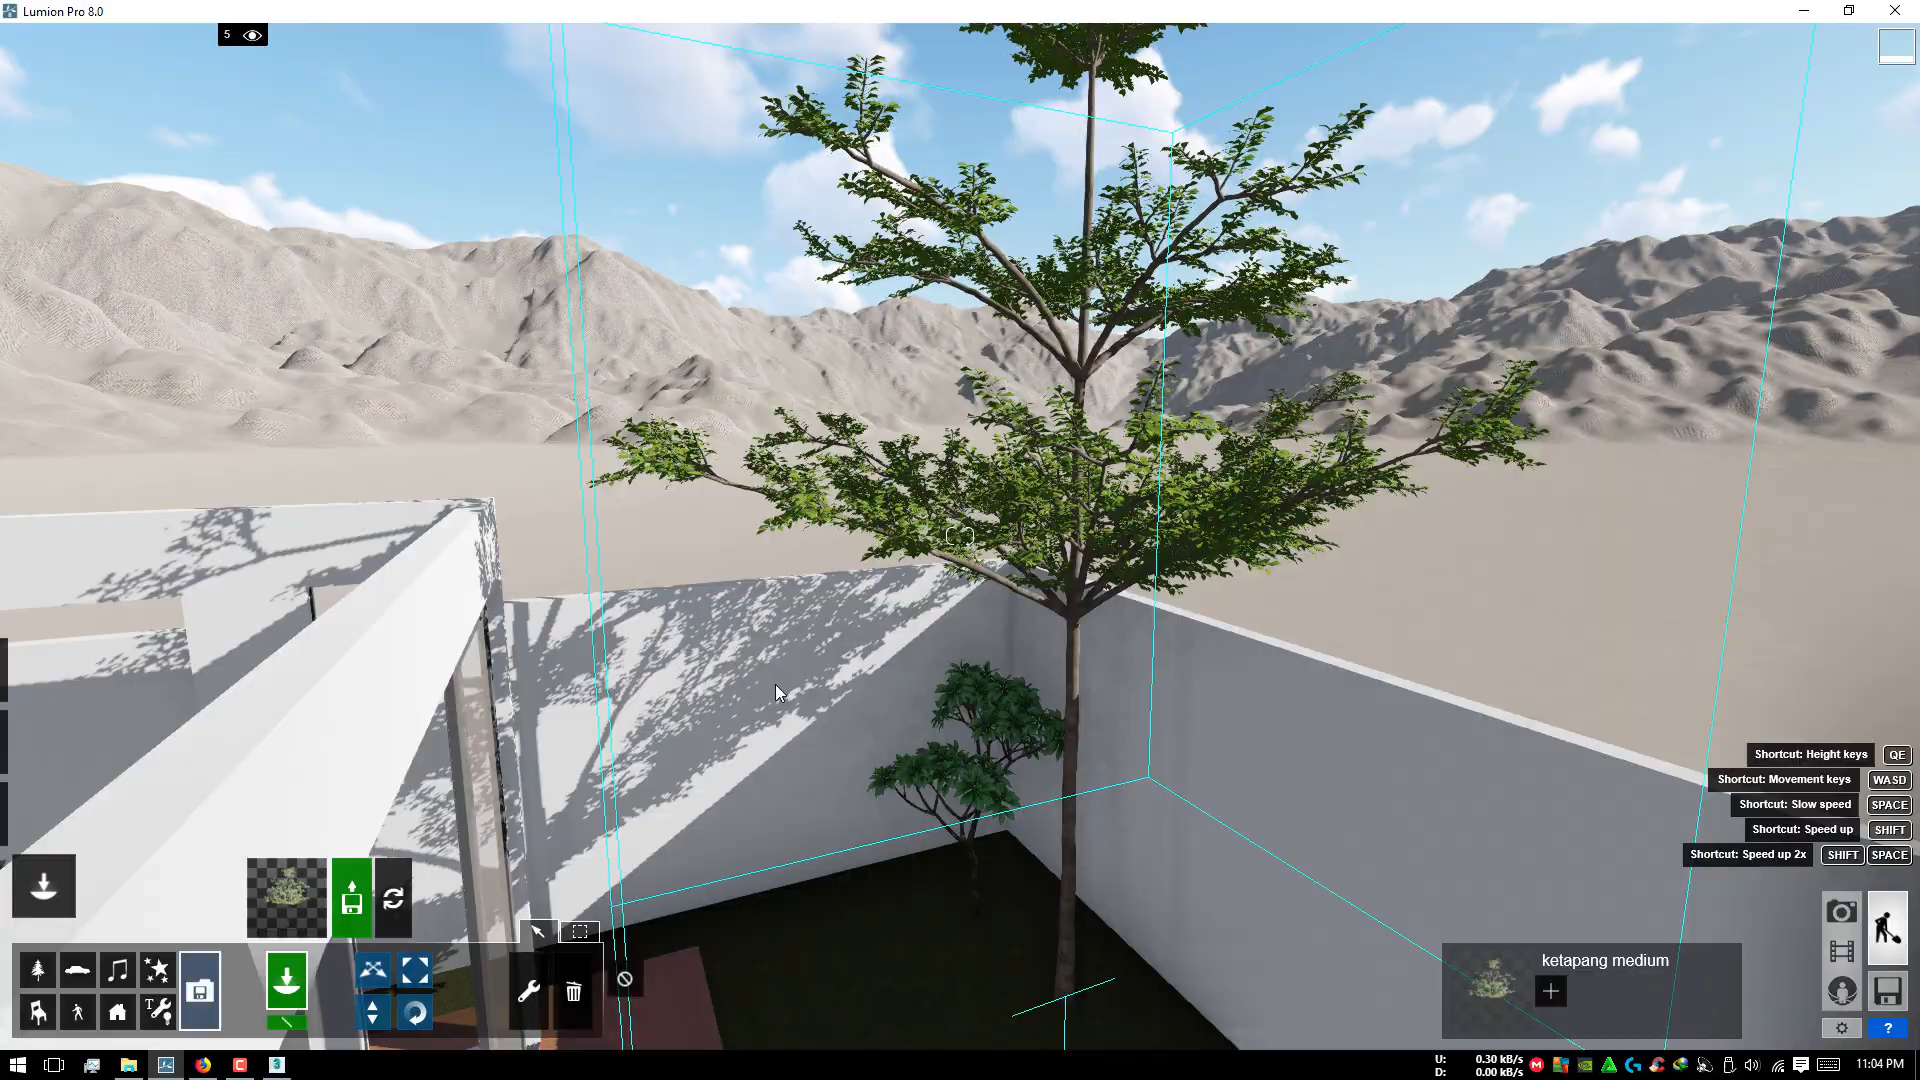 Lumion Pro 8.0
5
Shortcut: Height keys QE
Shortcut: Movement keys WASD
Shortcut: Slow speed SPACE
Shortcut: Speed up SHIFT
Shortcut: Speed up 2x SHIFT SPACE
ketapang medium
?
U: 0.30 kB/s
D: 0.00 kB/s
11:04 PM